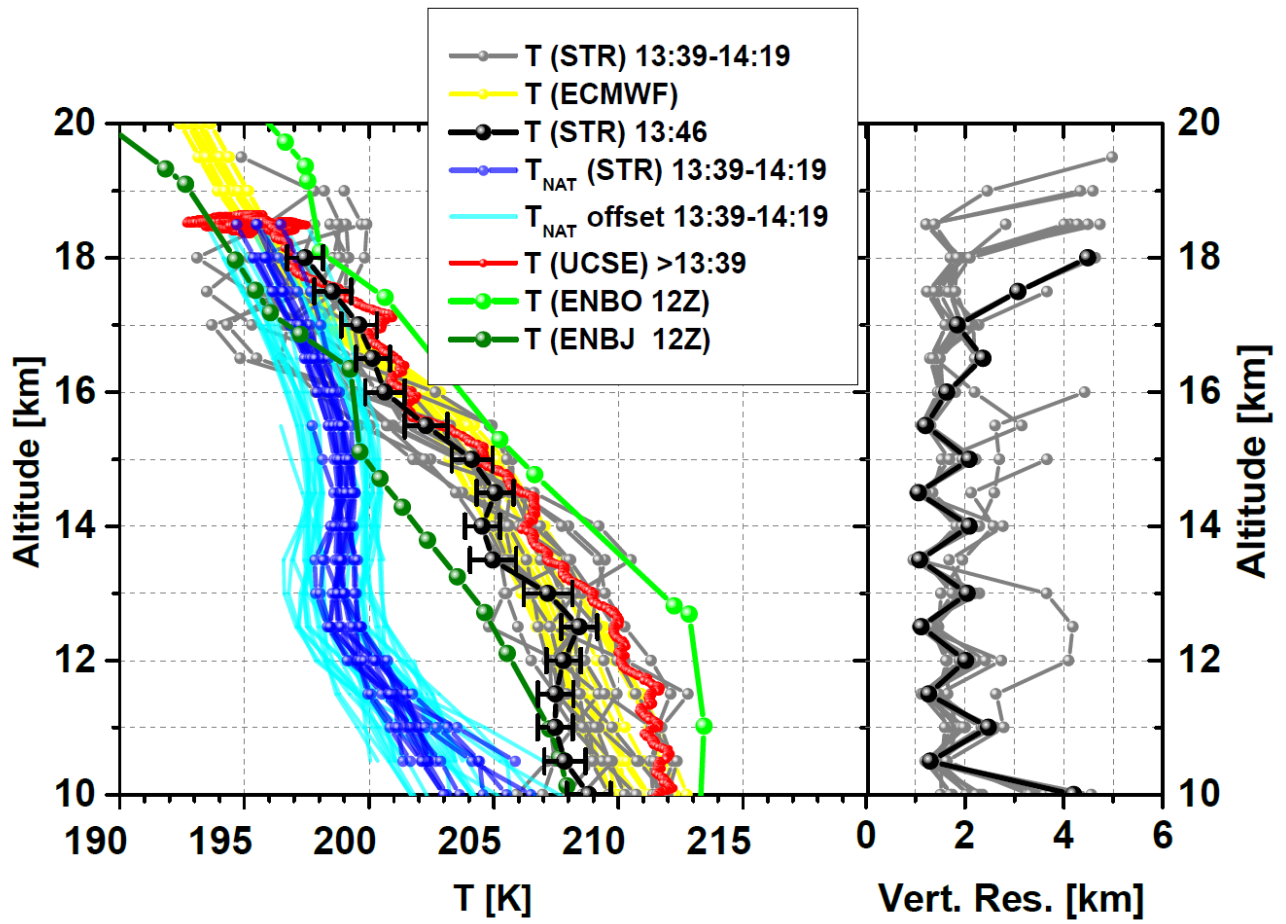 T (STR) 13:39-14:19
T (ECMWF)
T (STR) 13:46
TNAT (STR) 13:39-14:19
TNAT offset 13:39-14:19
T (UCSE) >13:39
T (ENBO 12Z)
T (ENBJ  12Z)
20
18
16
14
12
10
Altitude [km]
190
195
200
205
210
215
T [K]
0
2
4
6
Vert. Res. [km]
20
18
16
14
12
10
Altitude [km]